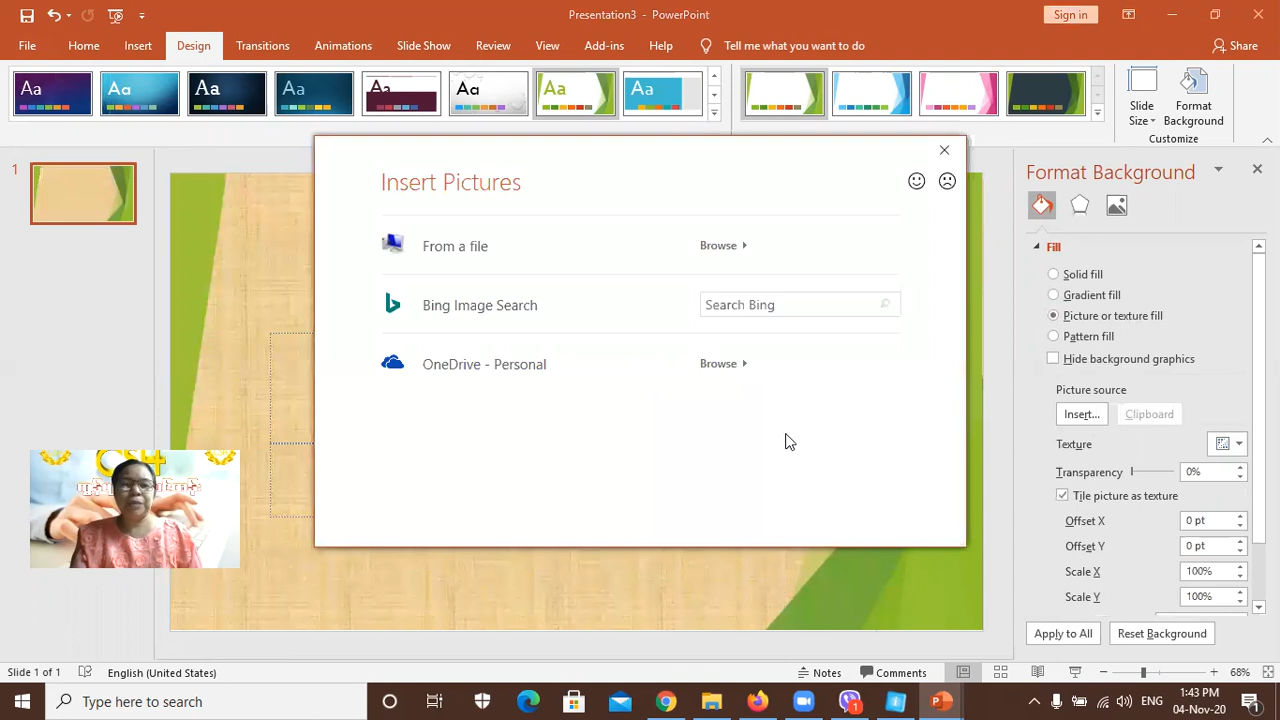 Presentation3 - PowerPoint
Sign in
File
Home
Insert
Design
Transitions
Animations
Slide Show
Review
View
Add-ins
Help
Tell me what you want to do
Share
Aa
Aa
Aa
Aa
Aa
Aa
Aa
Aa
Slide
Size
Format
Background
Customize
1
Insert Pictures
From a file
Browse
Bing Image Search
Search Bing
OneDrive - Personal
Browse
Format Background
Fill
Solid fill
Gradient fill
Picture or texture fill
Pattern fill
Hide background graphics
Picture source
Insert...
Clipboard
Texture
Transparency
0%
Tile picture as texture
Offset X
0 pt
Offset Y
0 pt
Scale X
100%
Scale Y
100%
Apply to All
Reset Background
Slide 1 of 1
English (United States)
Notes
Comments
68%
Type here to search
1
ENG
1:43 PM
04-Nov-20
1